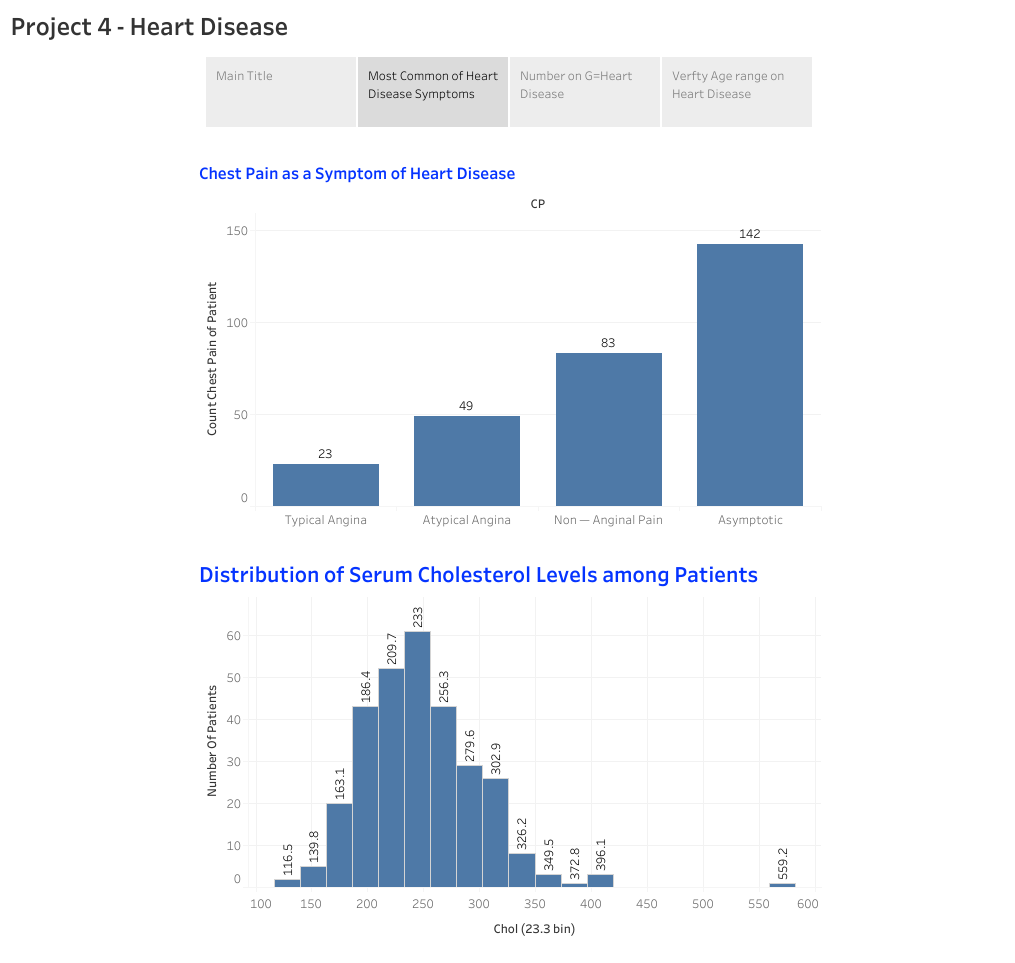 Project 4 - Heart Disease
Main Title
Most Common of Heart
Disease Symptoms
Number on G=Heart
Disease
Verfty Age range on
Heart Disease
Chest Pain as a Symptom of Heart Disease
CP
Count Chest Pain of Patient
150
100
50
0
23
49
83
142
Typical Angina
Atypical Angina
Non — Anginal Pain
Asymptotic
Distribution of Serum Cholesterol Levels among Patients
Number Of Patients
60
50
40
30
20
10
0
116.5
139.8
163.1
186.4
209.7
233
256.3
279.6
302.9
326.2
349.5
372.8
396.1
559.2
100
150
200
250
300
350
400
450
500
550
600
Chol (23.3 bin)